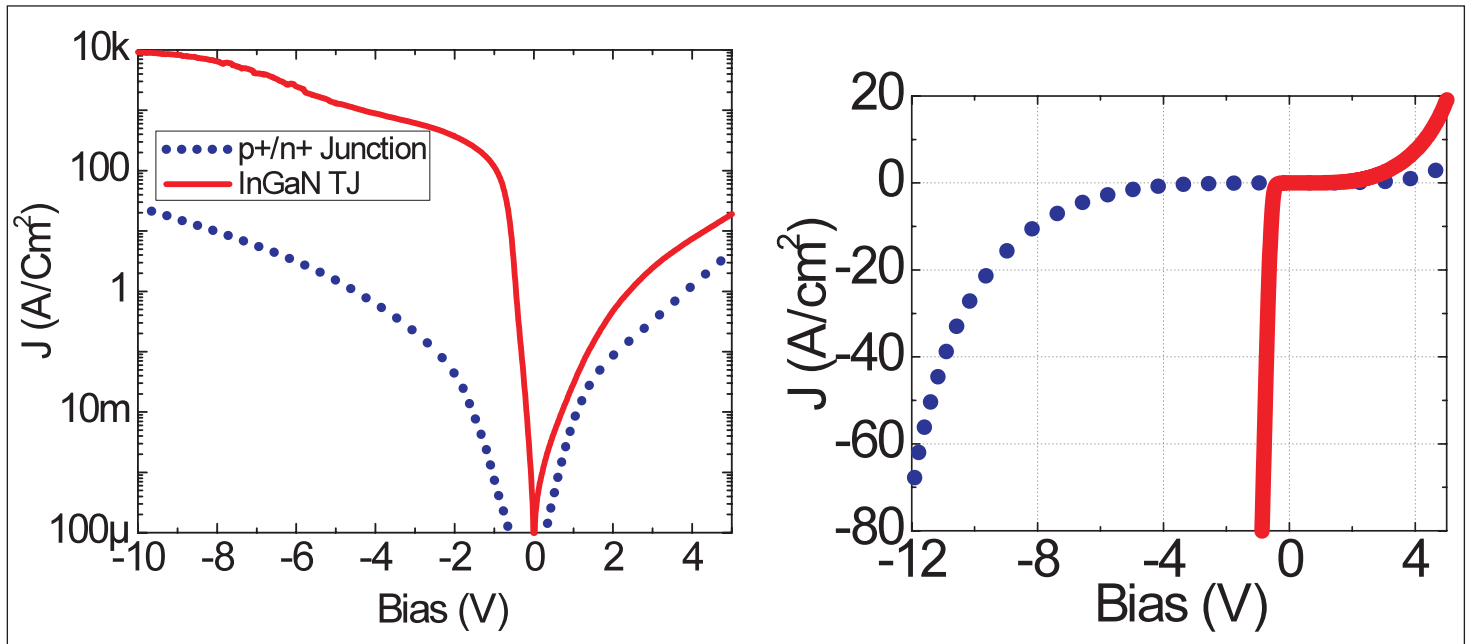 10k
100
1
10m
100μ
J (A/Cm²)
p+/n+ Junction
InGaN TJ
-10 -8 -6 -4 -2 0 2 4
Bias (V)
20
0
-20
-40
-60
-80
J (A/cm²)
-12 -8 -4 0 4
Bias (V)